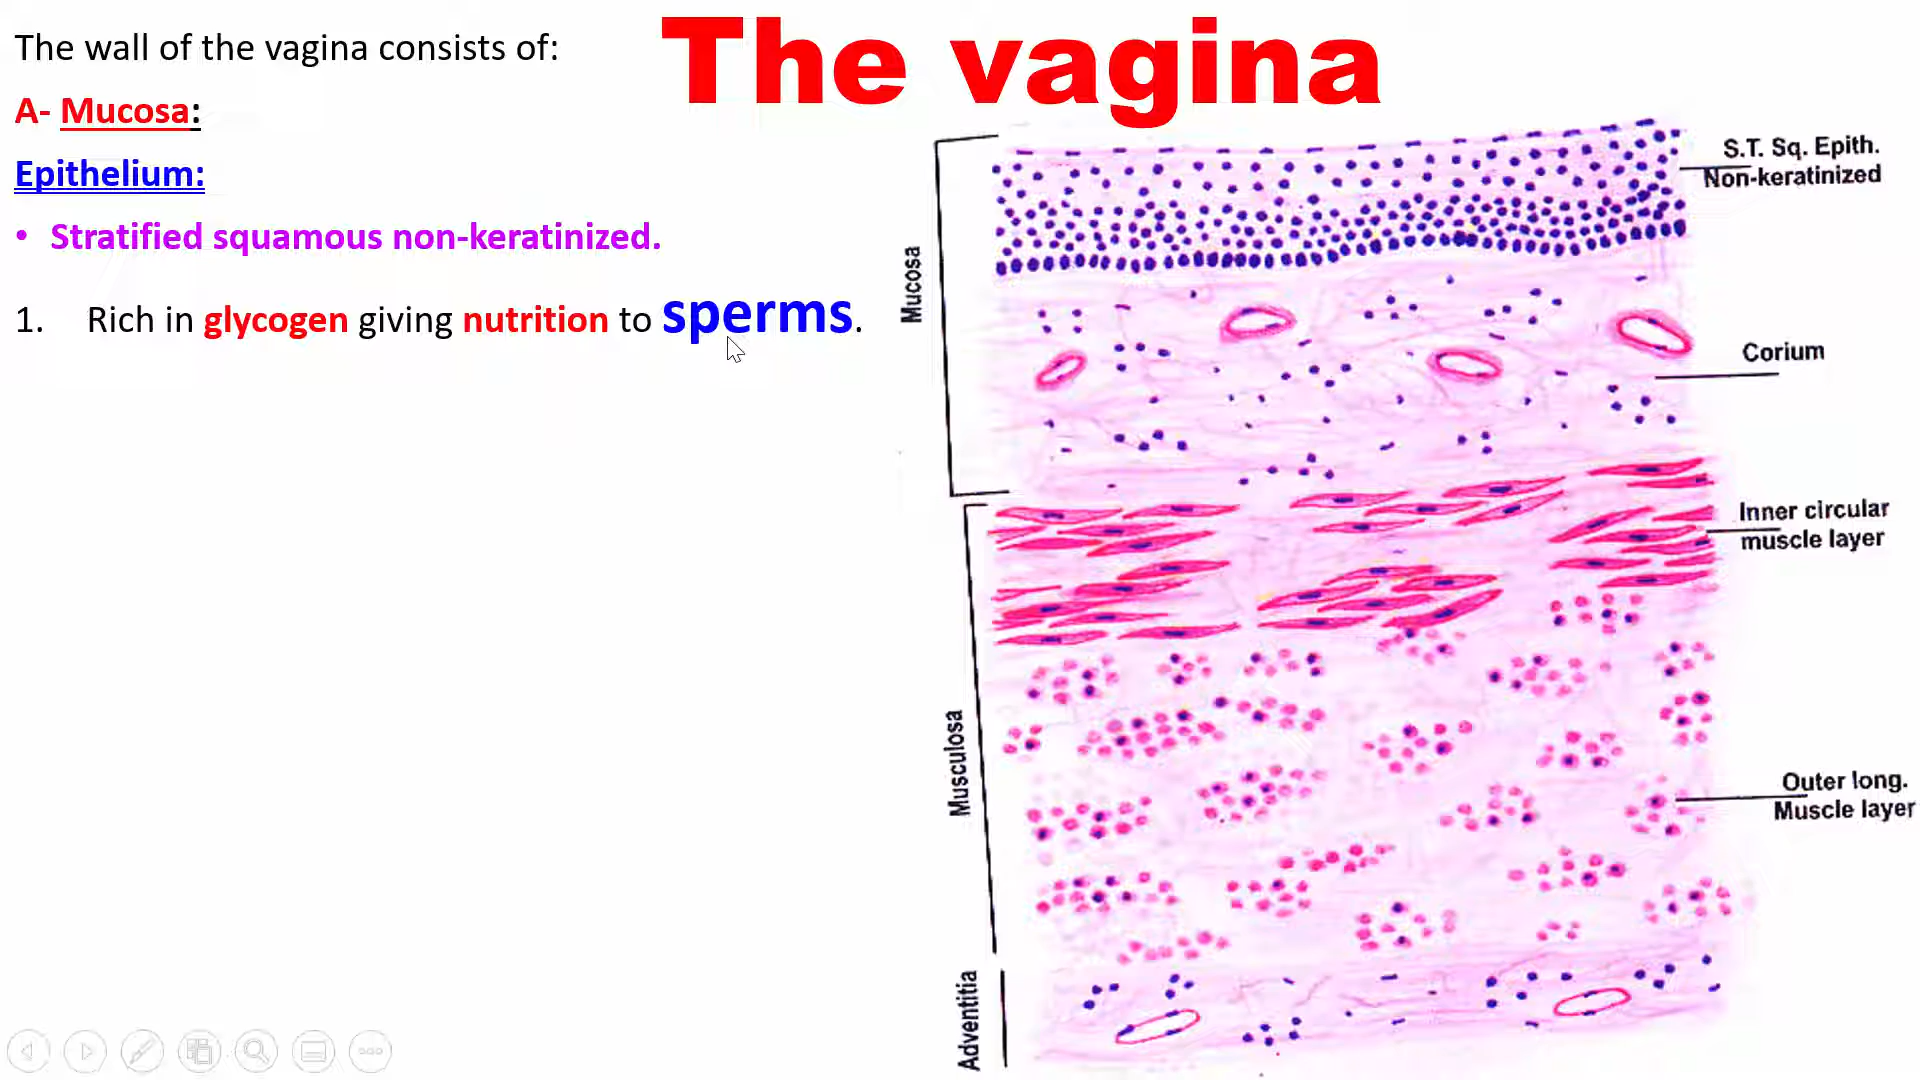 The vagina
The wall of the vagina consists of:
A- Mucosa:
Epithelium:
• Stratified squamous non-keratinized.
1. Rich in glycogen giving nutrition to sperms.
Mucosa
S.T. Sq. Epith.
Non-keratinized
Corium
Musculosa
Inner circular
muscle layer
Outer long.
Muscle layer
Adventitia